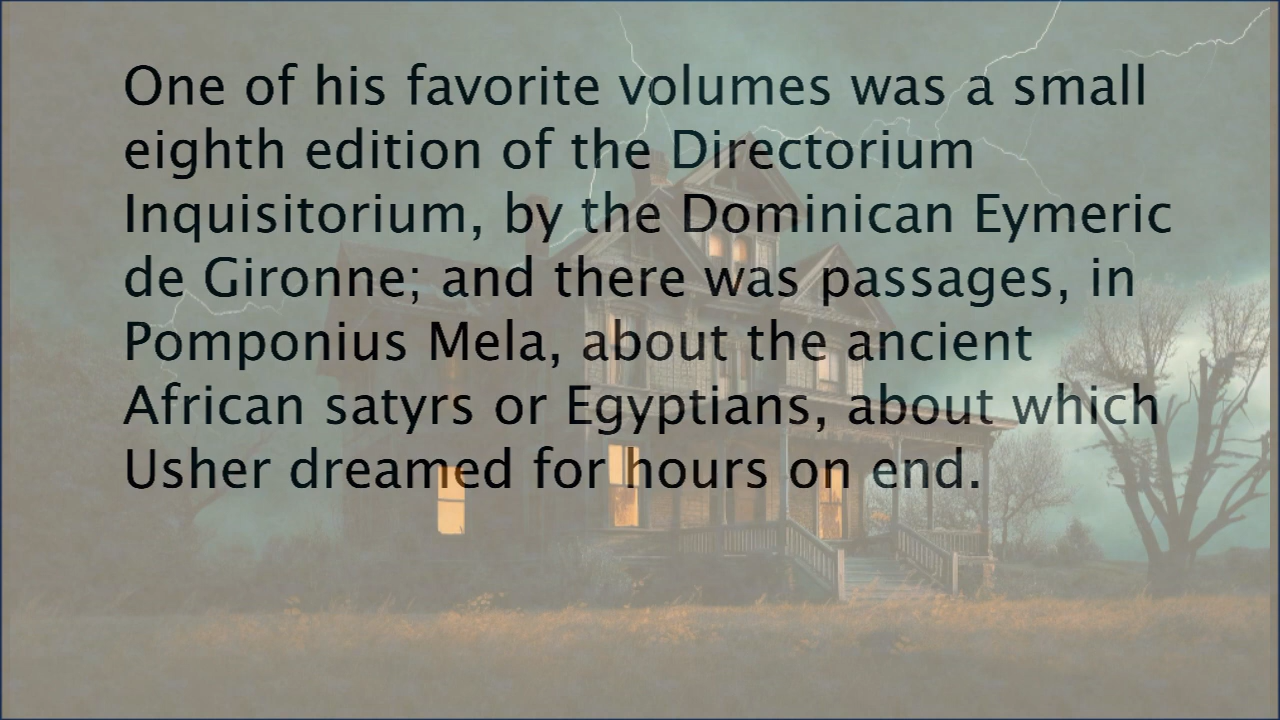 One of his favorite volumes was a small
eighth edition of the Directorium
Inquisitorium, by the Dominican Eymeric
de Gironne; and there was passages, in
Pomponius Mela, about the ancient
African satyrs or Egyptians, about which
Usher dreamed for hours on end.